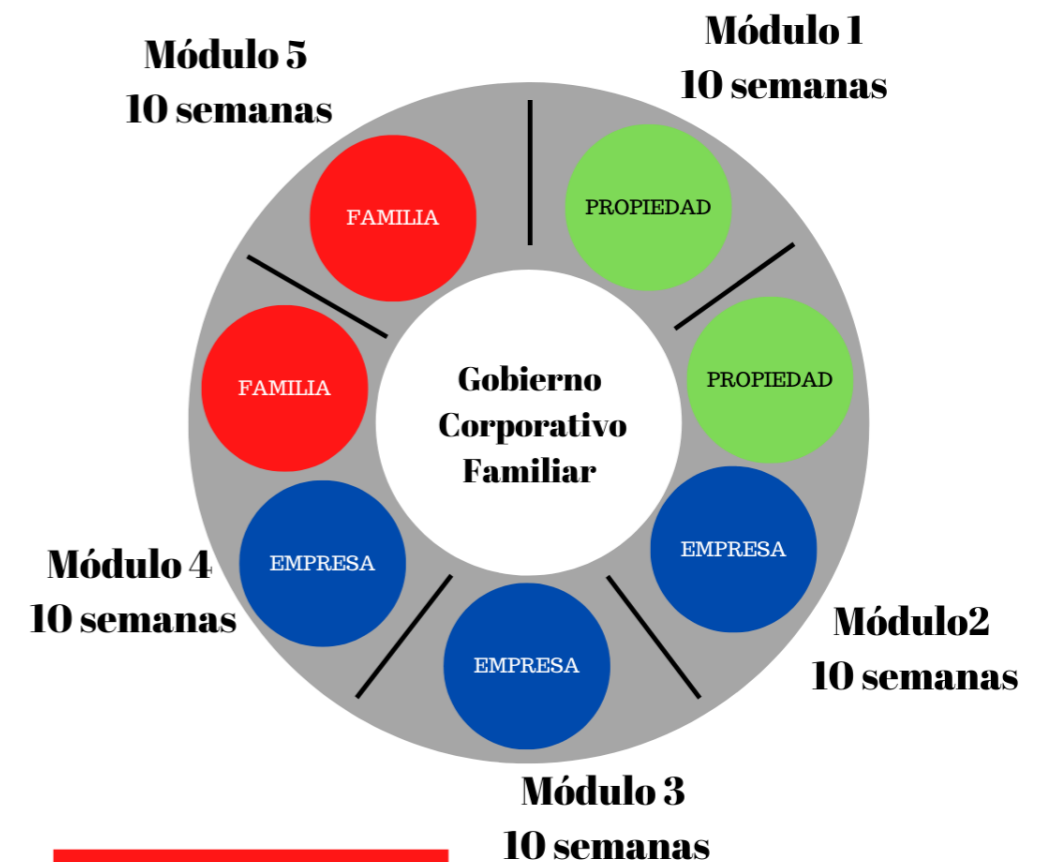 Módulo 5
10 semanas
Módulo 1
10 semanas
FAMILIA
PROPIEDAD
FAMILIA
PROPIEDAD
Gobierno
Corporativo
Familiar
EMPRESA
EMPRESA
EMPRESA
Módulo 4
10 semanas
Módulo2
10 semanas
Módulo 3
10 semanas